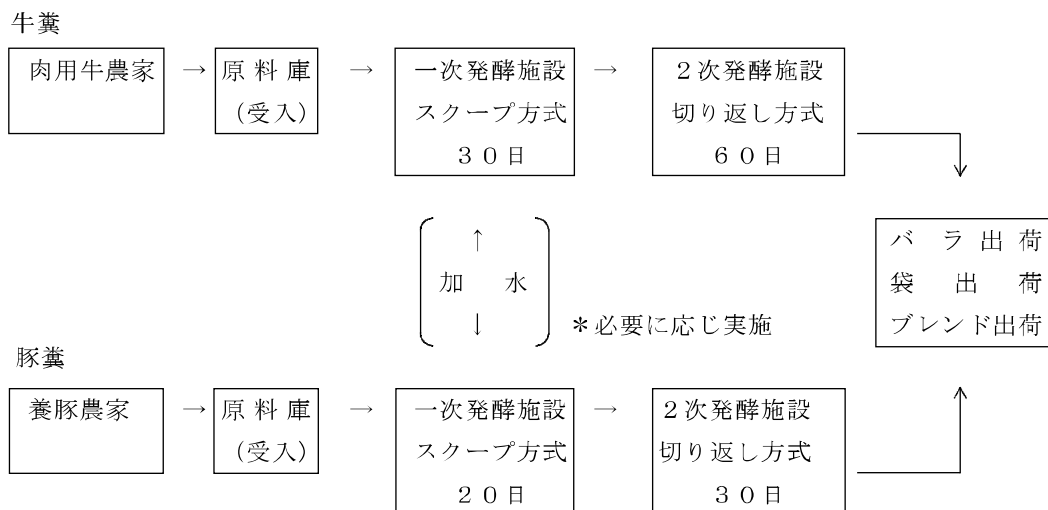 牛糞
肉用牛農家 → 原料庫 → 一次発酵施設 → 2次発酵施設
(受入) スクープ方式 切り返し方式
30日 60日
↑
加 水
↓
*必要に応じ実施
バラ出荷
袋出荷
ブレンド出荷
豚糞
養豚農家 → 原料庫 → 一次発酵施設 → 2次発酵施設
(受入) スクープ方式 切り返し方式
20日 30日